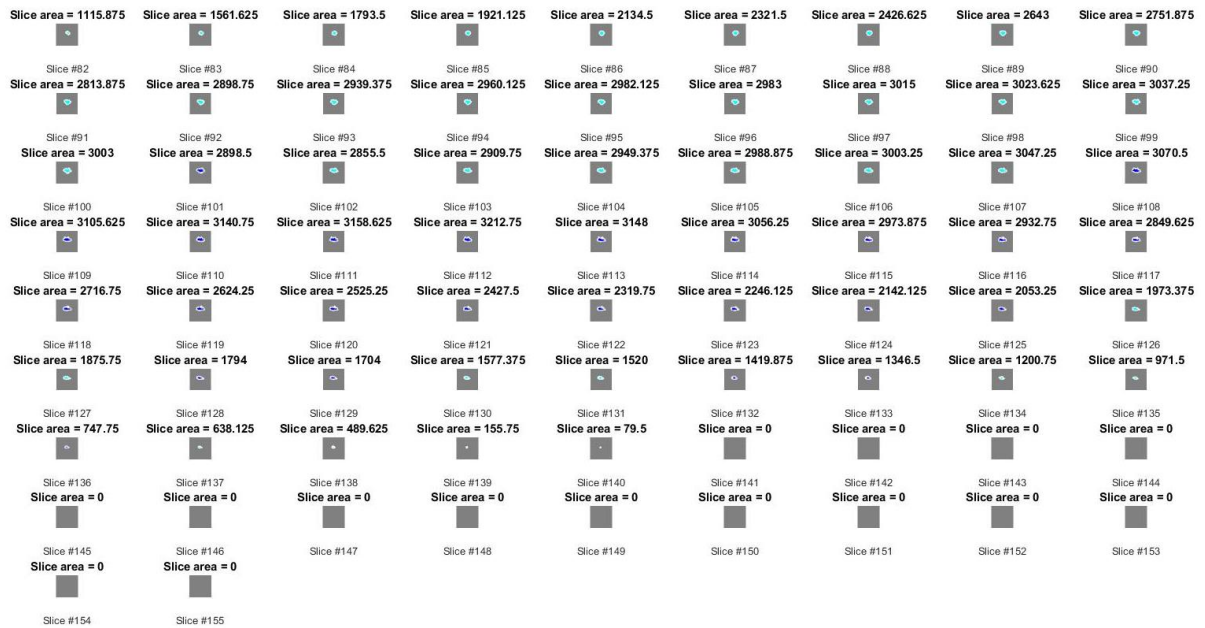 Slice area = 1115.875 Slice area = 1561.625 Slice area = 1793.5 Slice area = 1921.125 Slice area = 2134.5 Slice area = 2321.5 Slice area = 2426.625 Slice area = 2643 Slice area = 2751.875
Slice #82 Slice #83 Slice #84 Slice #85 Slice #86 Slice #87 Slice #88 Slice #89 Slice #90
Slice area = 2813.875 Slice area = 2898.75 Slice area = 2939.375 Slice area = 2960.125 Slice area = 2982.125 Slice area = 2983 Slice area = 3015 Slice area = 3023.625 Slice area = 3037.25
Slice #91 Slice #92 Slice #93 Slice #94 Slice #95 Slice #96 Slice #97 Slice #98 Slice #99
Slice area = 3003 Slice area = 2898.5 Slice area = 2855.5 Slice area = 2909.75 Slice area = 2949.375 Slice area = 2988.875 Slice area = 3003.25 Slice area = 3047.25 Slice area = 3070.5
Slice #100 Slice #101 Slice #102 Slice #103 Slice #104 Slice #105 Slice #106 Slice #107 Slice #108
Slice area = 3105.625 Slice area = 3140.75 Slice area = 3158.625 Slice area = 3212.75 Slice area = 3148 Slice area = 3056.25 Slice area = 2973.875 Slice area = 2932.75 Slice area = 2849.625
Slice #109 Slice #110 Slice #111 Slice #112 Slice #113 Slice #114 Slice #115 Slice #116 Slice #117
Slice area = 2716.75 Slice area = 2624.25 Slice area = 2525.25 Slice area = 2427.5 Slice area = 2319.75 Slice area = 2246.125 Slice area = 2142.125 Slice area = 2053.25 Slice area = 1973.375
Slice #118 Slice #119 Slice #120 Slice #121 Slice #122 Slice #123 Slice #124 Slice #125 Slice #126
Slice area = 1875.75 Slice area = 1794 Slice area = 1704 Slice area = 1577.375 Slice area = 1520 Slice area = 1419.875 Slice area = 1346.5 Slice area = 1200.75 Slice area = 971.5
Slice #127 Slice #128 Slice #129 Slice #130 Slice #131 Slice #132 Slice #133 Slice #134 Slice #135
Slice area = 747.75 Slice area = 638.125 Slice area = 489.625 Slice area = 155.75 Slice area = 79.5 Slice area = 0 Slice area = 0 Slice area = 0 Slice area = 0
Slice #136 Slice #137 Slice #138 Slice #139 Slice #140 Slice #141 Slice #142 Slice #143 Slice #144
Slice area = 0 Slice area = 0 Slice area = 0 Slice area = 0 Slice area = 0 Slice area = 0 Slice area = 0 Slice area = 0 Slice area = 0
Slice #145 Slice #146 Slice #147 Slice #148 Slice #149 Slice #150 Slice #151 Slice #152 Slice #153
Slice area = 0 Slice area = 0
Slice #154 Slice #155